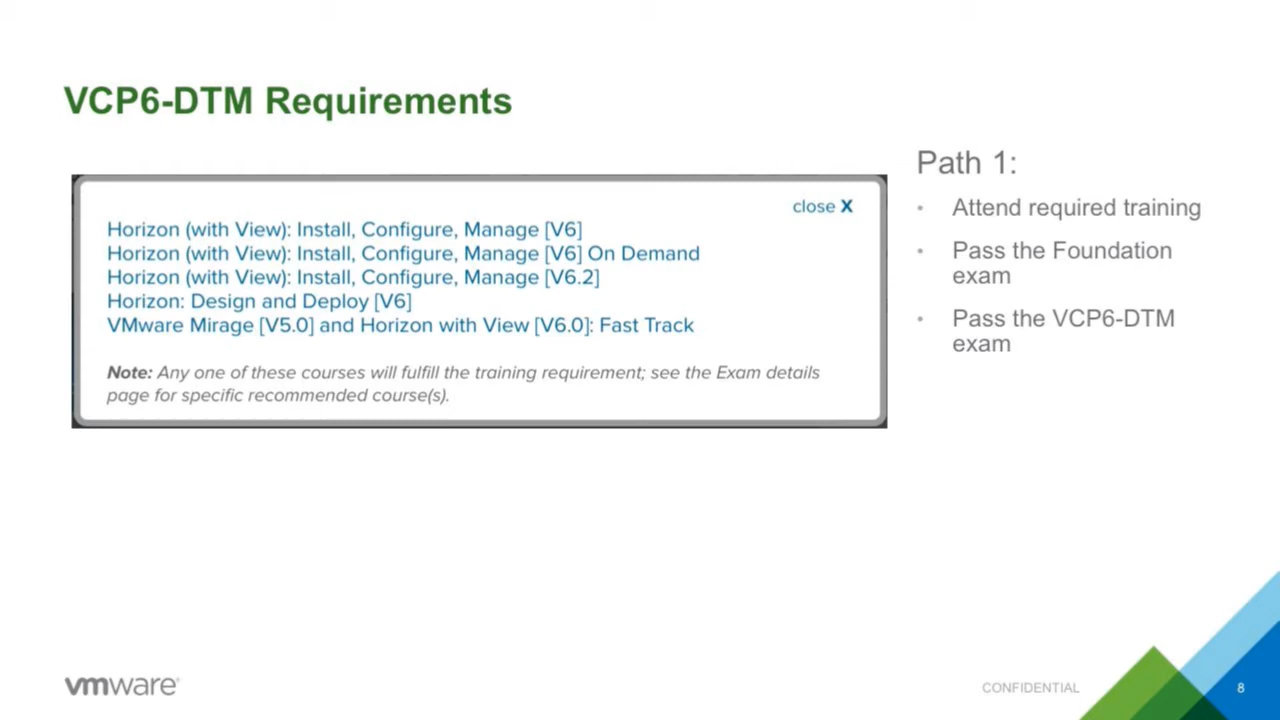 VCP6-DTM Requirements
close X
Horizon (with View): Install, Configure, Manage [V6]
Horizon (with View): Install, Configure, Manage [V6] On Demand
Horizon (with View): Install, Configure, Manage [V6.2]
Horizon: Design and Deploy [V6]
VMware Mirage [V5.0] and Horizon with View [V6.0]: Fast Track
Note: Any one of these courses will fulfill the training requirement; see the Exam details
page for specific recommended course(s).
Path 1:
• Attend required training
• Pass the Foundation
exam
• Pass the VCP6-DTM
exam
vmware®
CONFIDENTIAL
8